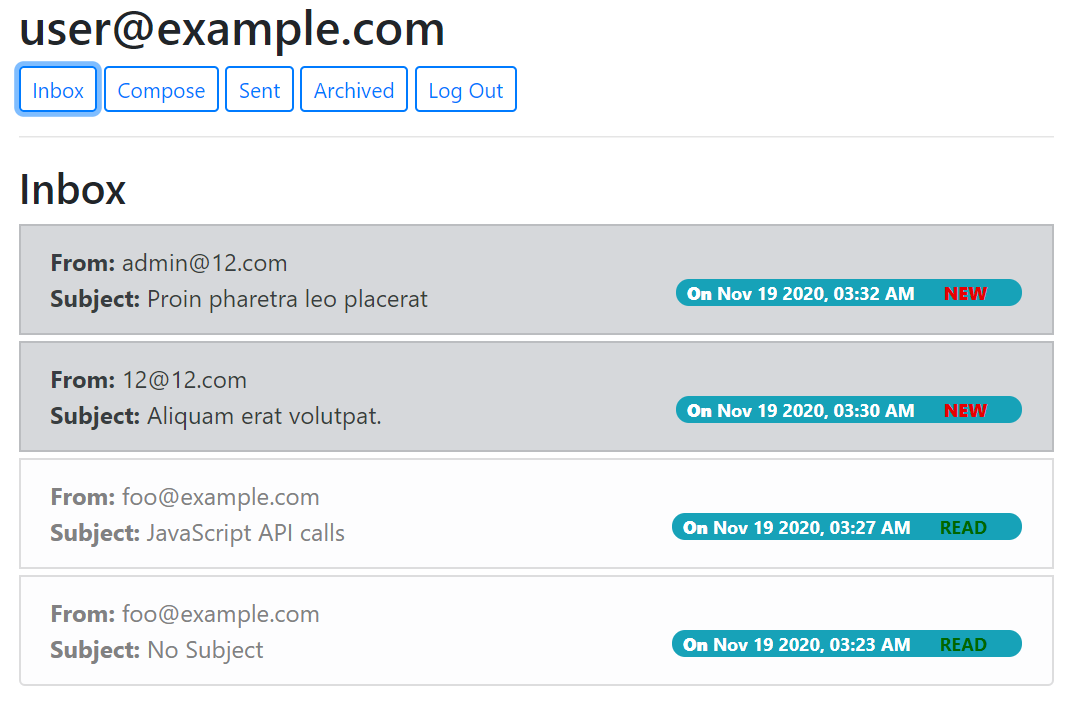 user@example.com
Inbox Compose Sent Archived Log Out
Inbox
From: admin@12.com
Subject: Proin pharetra leo placerat
On Nov 19 2020, 03:32 AM NEW
From: 12@12.com
Subject: Aliquam erat volutpat.
On Nov 19 2020, 03:30 AM NEW
From: foo@example.com
Subject: JavaScript API calls
On Nov 19 2020, 03:27 AM READ
From: foo@example.com
Subject: No Subject
On Nov 19 2020, 03:23 AM READ